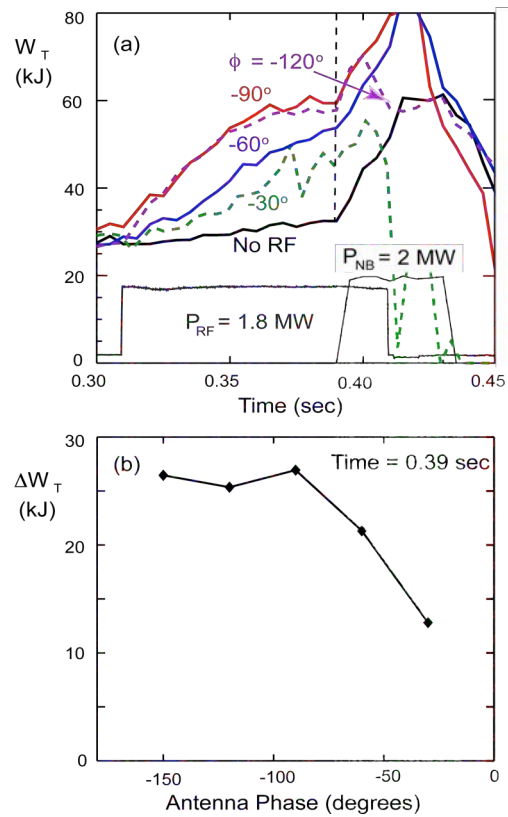 (a)
W T
(kJ)
80
60
40
20
0
ϕ = -120°
-90°
-60°
-30°
No RF
P NB = 2 MW
P RF = 1.8 MW
0.30
0.35
0.40
0.45
Time (sec)
(b)
Time = 0.39 sec
ΔW T
(kJ)
30
20
10
0
-150
-100
-50
0
Antenna Phase (degrees)